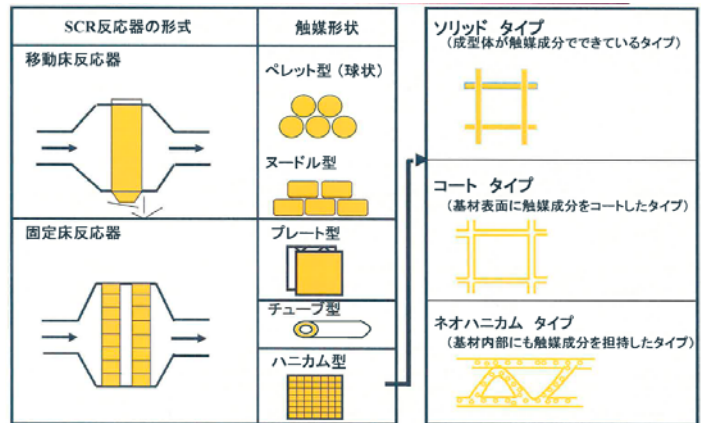 SCR反応器の形式
触媒形状
移動床反応器
ペレット型（球状）
ヌードル型
固定床反応器
プレート型
チューブ型
ハニカム型
ソリッド タイプ
（成型体が触媒成分でできているタイプ）
コート タイプ
（基材表面に触媒成分をコートしたタイプ）
ネオハニカム タイプ
（基材内部にも触媒成分を担持したタイプ）